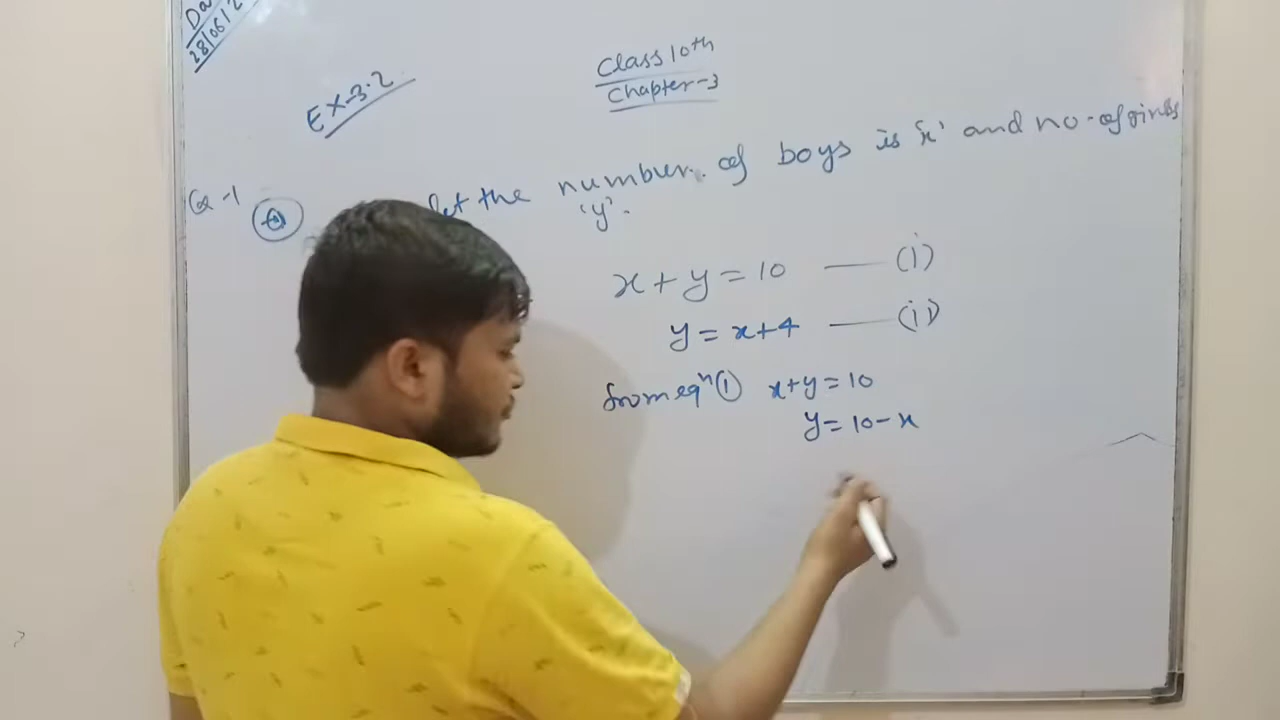 28/06/2
Class 10th
Chapter-3
EX-3.2
Q-1 let the number of boys is 'x' and no. of girls
'y'.
x+y=10 — (i)
y=x+4 — (ii)
from eqⁿ(1) x+y=10
y=10-x